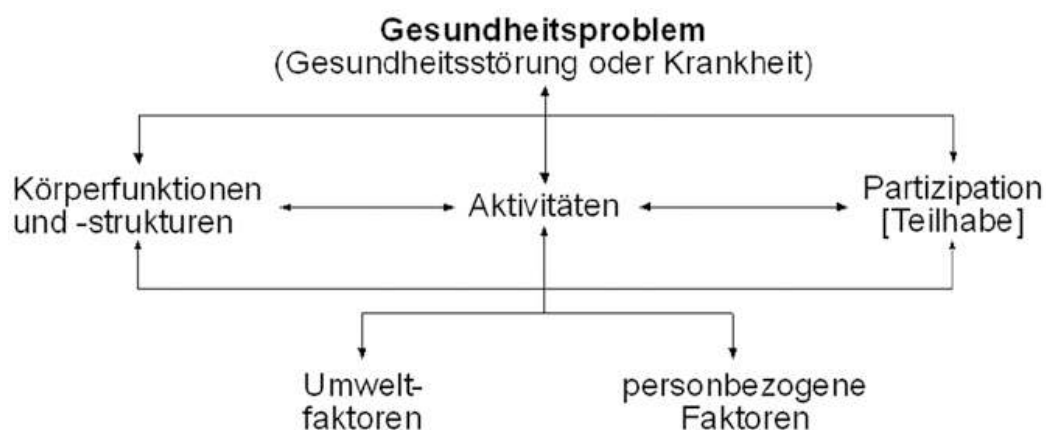 Gesundheitsproblem
(Gesundheitsstörung oder Krankheit)
Körperfunktionen
und -strukturen
Aktivitäten
Partizipation
[Teilhabe]
Umwelt-
faktoren
personbezogene
Faktoren